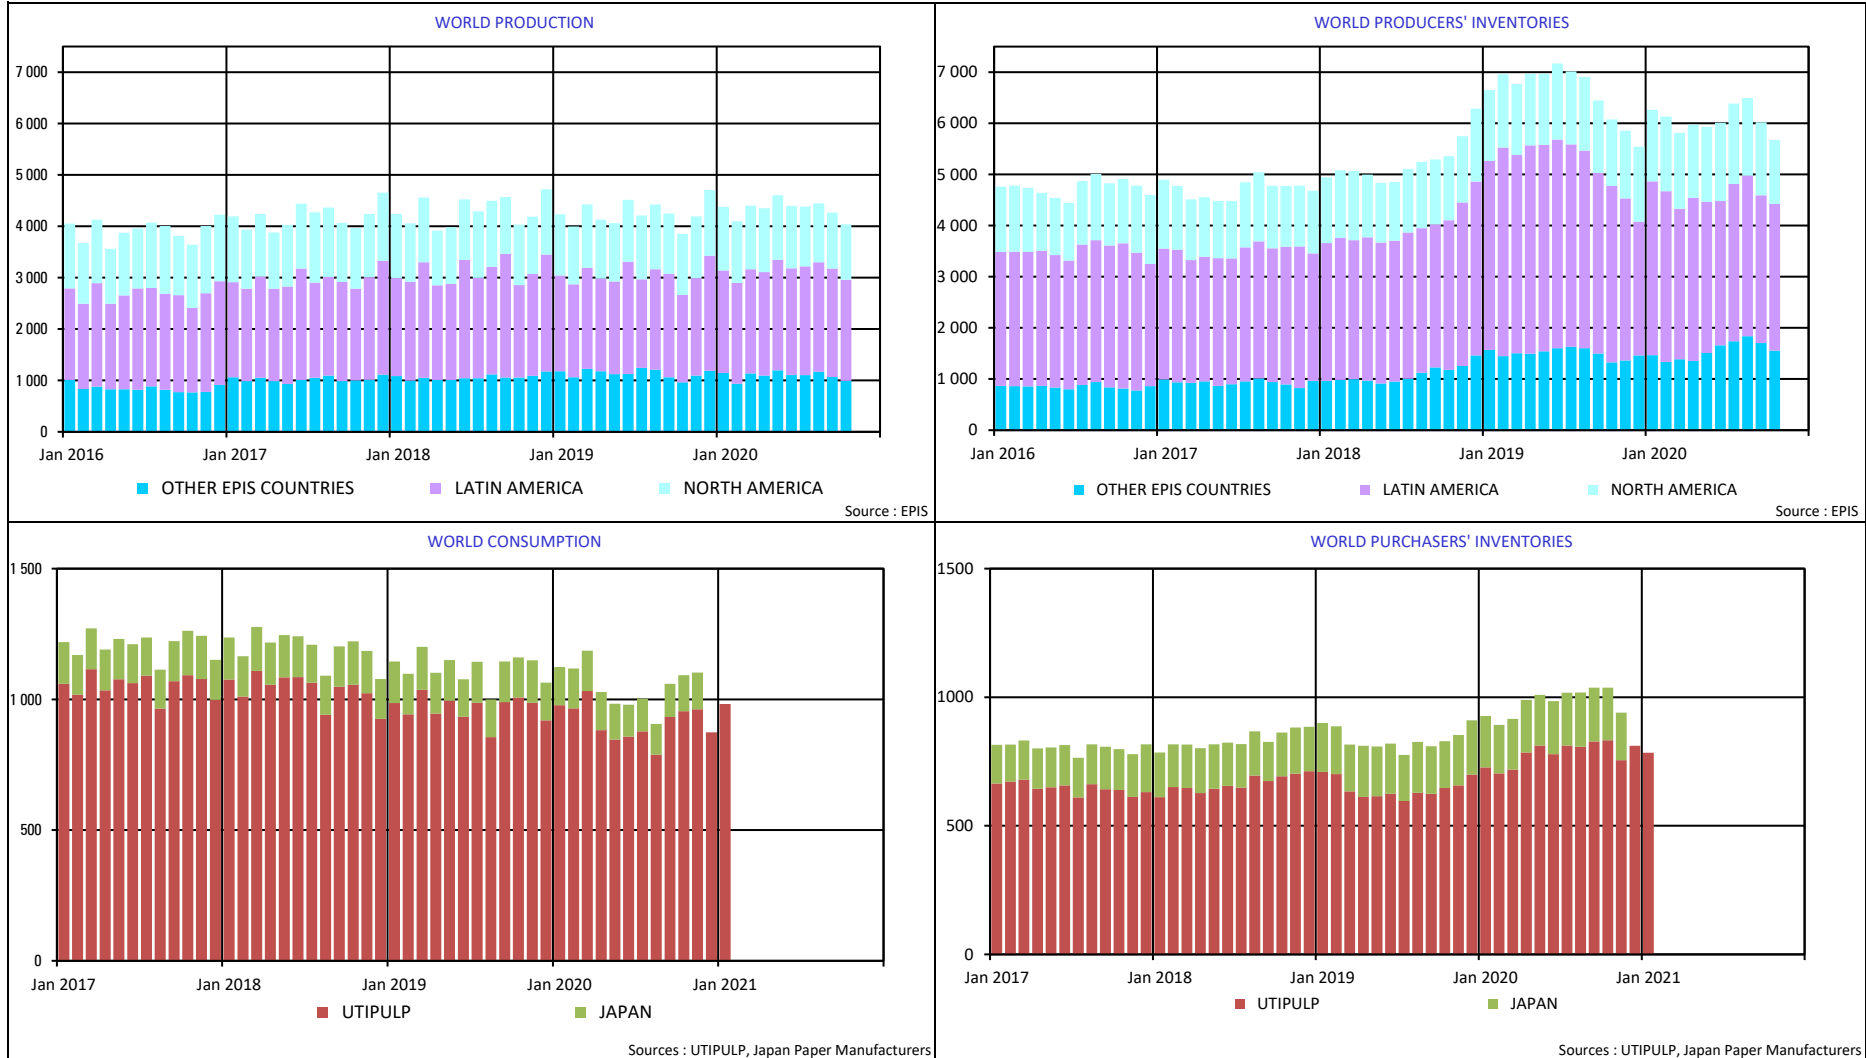 WORLD PRODUCTION
7 000
6 000
5 000
4 000
3 000
2 000
1 000
0
Jan 2016 Jan 2017 Jan 2018 Jan 2019 Jan 2020
OTHER EPIS COUNTRIES LATIN AMERICA NORTH AMERICA
Source : EPIS
WORLD PRODUCERS' INVENTORIES
7 000
6 000
5 000
4 000
3 000
2 000
1 000
0
Jan 2016 Jan 2017 Jan 2018 Jan 2019 Jan 2020
OTHER EPIS COUNTRIES LATIN AMERICA NORTH AMERICA
Source : EPIS
WORLD CONSUMPTION
1 500
1 000
500
0
Jan 2017 Jan 2018 Jan 2019 Jan 2020 Jan 2021
UTIPULP JAPAN
Sources : UTIPULP, Japan Paper Manufacturers
WORLD PURCHASERS' INVENTORIES
1500
1000
500
0
Jan 2017 Jan 2018 Jan 2019 Jan 2020 Jan 2021
UTIPULP JAPAN
Sources : UTIPULP, Japan Paper Manufacturers